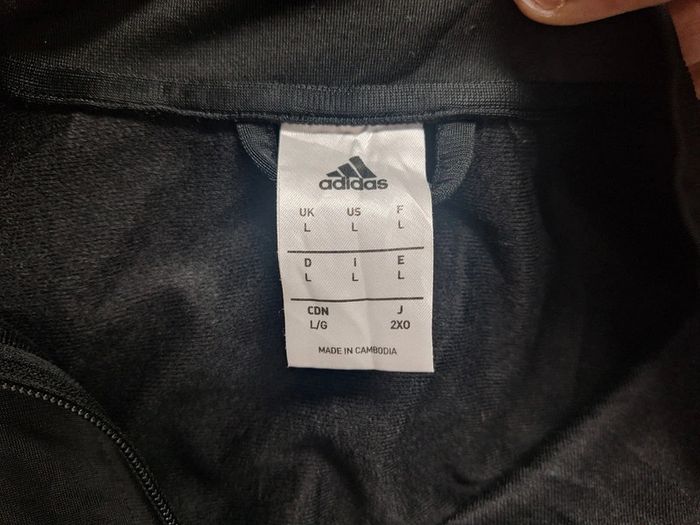 adidas
UK US F
L L L
D I E
L L L
CDN J
L/G 2XO
MADE IN CAMBODIA